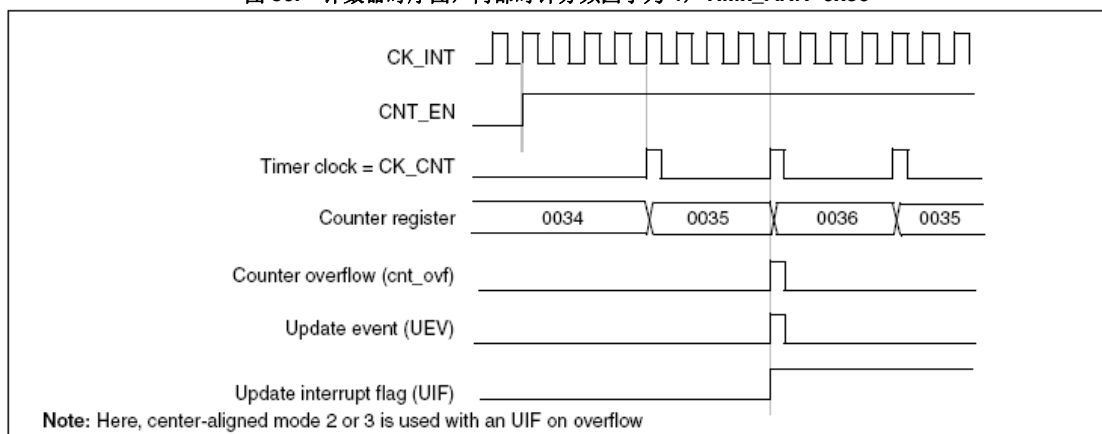 CK_INT
CNT_EN
Timer clock = CK_CNT
Counter register
0034
0035
0036
0035
Counter overflow (cnt_ovf)
Update event (UEV)
Update interrupt flag (UIF)
Note: Here, center-aligned mode 2 or 3 is used with an UIF on overflow